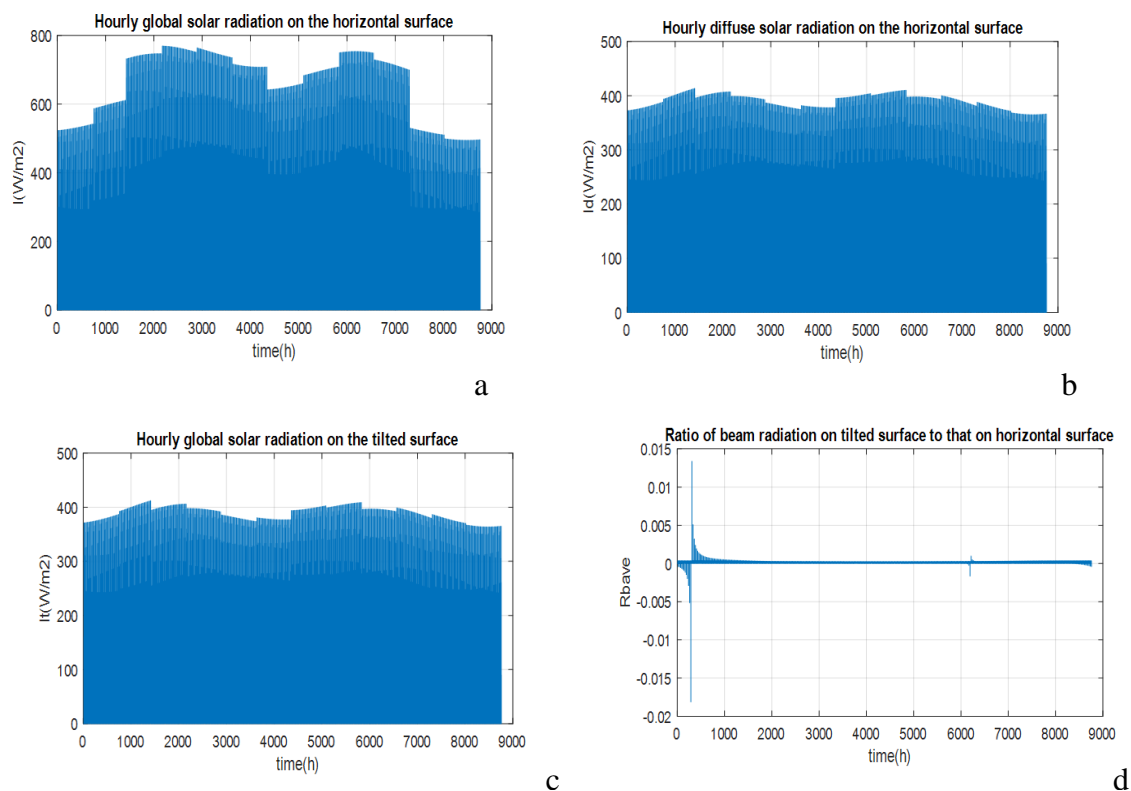 Hourly global solar radiation on the horizontal surface
800
600
400
200
0
I(W/m2)
0 1000 2000 3000 4000 5000 6000 7000 8000 9000
time(h)
a
Hourly diffuse solar radiation on the horizontal surface
500
400
300
200
100
0
Id(W/m2)
0 1000 2000 3000 4000 5000 6000 7000 8000 9000
time(h)
b
Hourly global solar radiation on the tilted surface
500
400
300
200
100
0
It(W/m2)
0 1000 2000 3000 4000 5000 6000 7000 8000 9000
time(h)
c
Ratio of beam radiation on tilted surface to that on horizontal surface
0.015
0.01
0.005
0
-0.005
-0.01
-0.015
-0.02
Rbave
0 1000 2000 3000 4000 5000 6000 7000 8000 9000
time(h)
d